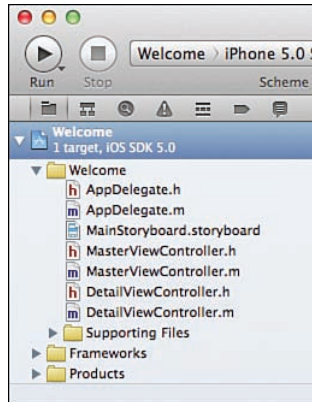 Welcome iPhone 5.0
Run Stop Scheme
Welcome
1 target, iOS SDK 5.0
Welcome
h AppDelegate.h
m AppDelegate.m
MainStoryboard.storyboard
h MasterViewController.h
m MasterViewController.m
h DetailViewController.h
m DetailViewController.m
Supporting Files
Frameworks
Products